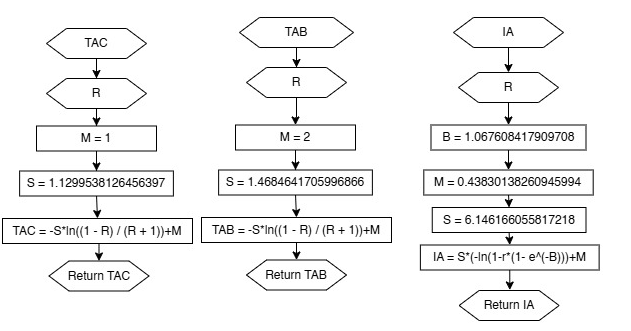 TAC
R
M = 1
S = 1.1299538126456397
TAC = -S*ln((1 - R) / (R + 1))+M
Return TAC
TAB
R
M = 2
S = 1.4684641705996866
TAB = -S*ln((1 - R) / (R + 1))+M
Return TAB
IA
R
B = 1.067608417909708
M = 0.43830138260945994
S = 6.146166055817218
IA = S*(-ln(1-r*(1- e^(-B)))+M
Return IA